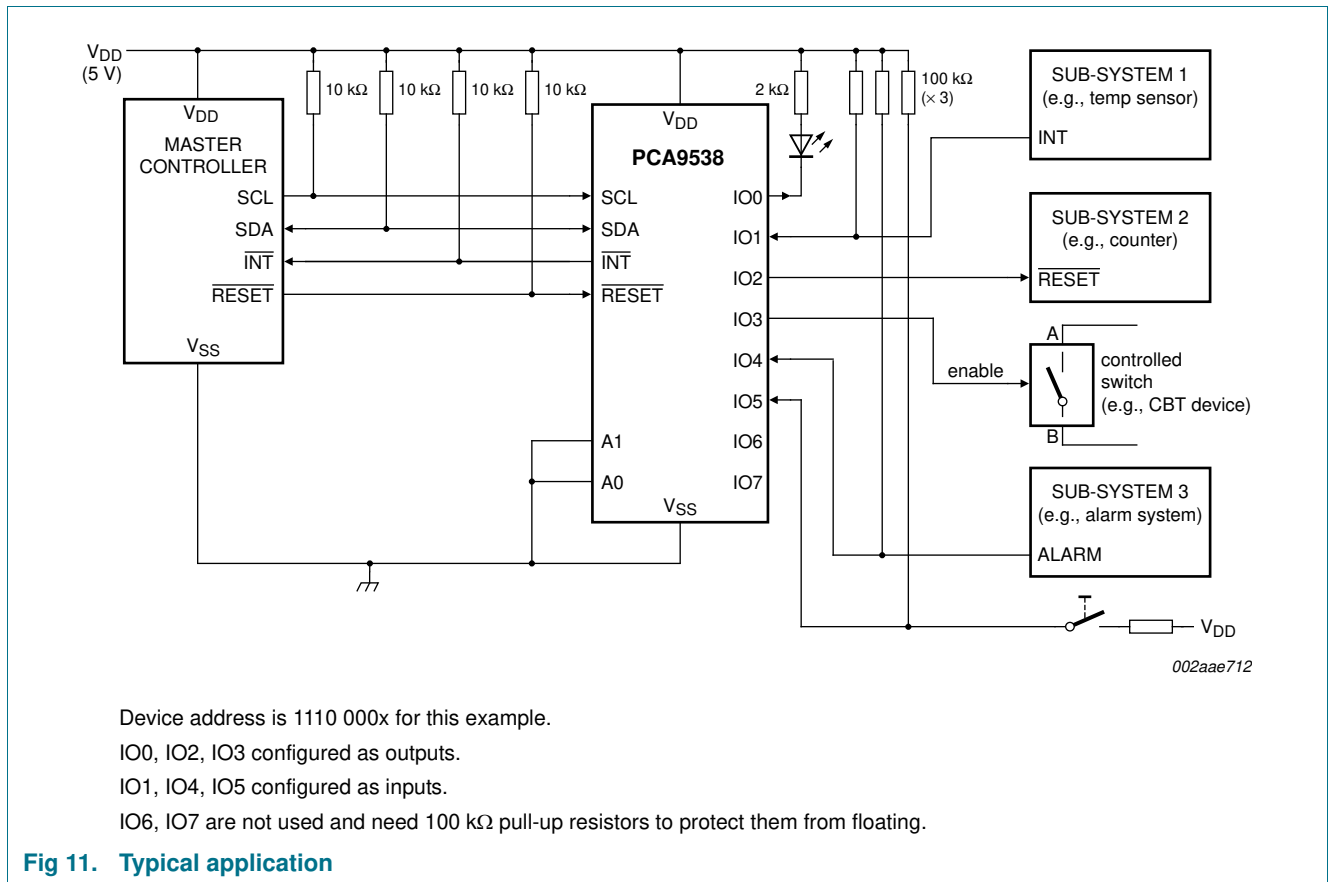 VDD
(5 V)
10 kΩ
10 kΩ
10 kΩ
10 kΩ
2 kΩ
100 kΩ
(× 3)
VDD
MASTER
CONTROLLER
SCL
SDA
INT
RESET
VSS
VDD
PCA9538
SCL
SDA
INT
RESET
A1
A0
VSS
IO0
IO1
IO2
IO3
IO4
IO5
IO6
IO7
SUB-SYSTEM 1
(e.g., temp sensor)
INT
SUB-SYSTEM 2
(e.g., counter)
RESET
A
enable
controlled
switch
(e.g., CBT device)
B
SUB-SYSTEM 3
(e.g., alarm system)
ALARM
VDD
002aae712
Device address is 1110 000x for this example.
IO0, IO2, IO3 configured as outputs.
IO1, IO4, IO5 configured as inputs.
IO6, IO7 are not used and need 100 kΩ pull-up resistors to protect them from floating.
Fig 11. Typical application